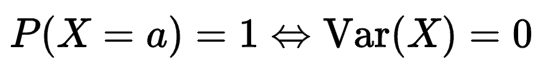 P(X = a) = 1 ⇔ Var(X) = 0